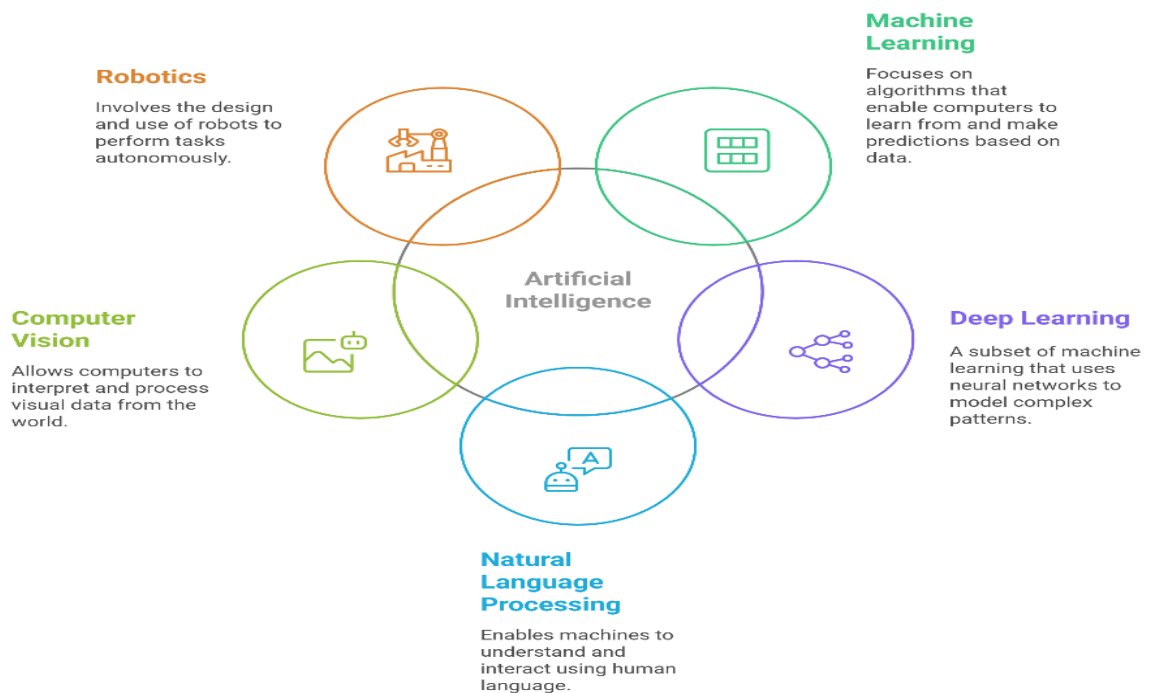 Machine
Learning
Focuses on
algorithms that
enable computers to
learn from and make
predictions based on
data.
Robotics
Involves the design
and use of robots to
perform tasks
autonomously.
Artificial
Intelligence
Computer
Vision
Allows computers to
interpret and process
visual data from the
world.
Deep Learning
A subset of machine
learning that uses
neural networks to
model complex
patterns.
A
Natural
Language
Processing
Enables machines to
understand and
interact using human
language.